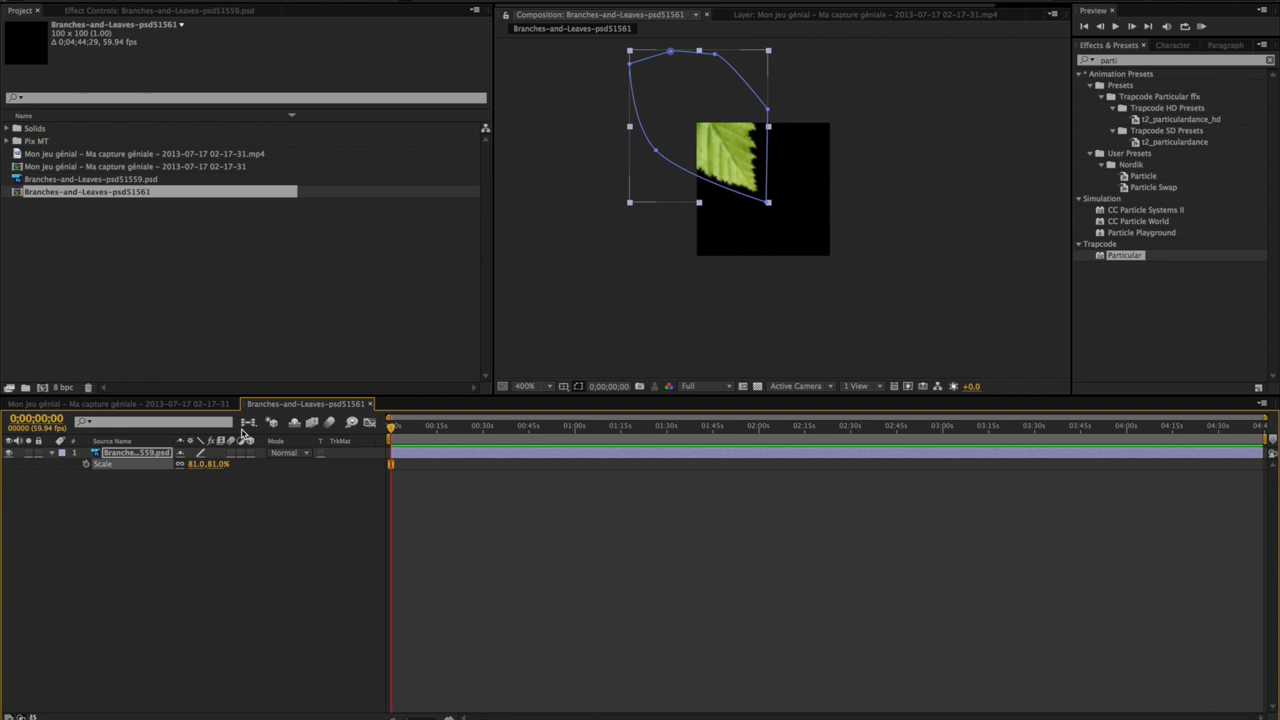 Project × Effect Controls: Branches-and-Leaves-psd51559.psd
Branches-and-Leaves-psd51561 ▾
100 x 100 (1.00)
Δ 0;04;44;29, 59.94 fps
Name
Solids
Pix MT
Mon jeu génial – Ma capture géniale – 2013-07-17 02-17-31.mp4
Mon jeu génial – Ma capture géniale – 2013-07-17 02-17-31
Branches-and-Leaves-psd51559.psd
Branches-and-Leaves-psd51561
8 bpc
Composition: Branches-and-Leaves-psd51561 × Layer: Mon jeu génial – Ma capture géniale – 2013-07-17 02-17-31.mp4
Branches-and-Leaves-psd51561
400% 0;00;00;00 Full Active Camera 1 View +0.0
Preview ×
Effects & Presets × Character Paragraph
parti
* Animation Presets
Presets
Trapcode Particular ffx
Trapcode HD Presets
t2_particulardance_hd
Trapcode SD Presets
t2_particulardance
User Presets
Nordik
Particle
Particle Swap
Simulation
CC Particle Systems II
CC Particle World
Particle Playground
Trapcode
Particular
Mon jeu génial – Ma capture géniale – 2013-07-17 02-17-31 Branches-and-Leaves-psd51561 ×
0;00;00;00
00000 (59.94 fps)
00s 00:15s 00:30s 00:45s 01:00s 01:15s 01:30s 01:45s 02:00s 02:15s 02:30s 02:45s 03:00s 03:15s 03:30s 03:45s 04:00s 04:15s 04:30s 04:4
# Source Name fx Mode T TrkMat
1 Branche...559.psd Normal
Scale 81.0,81.0%